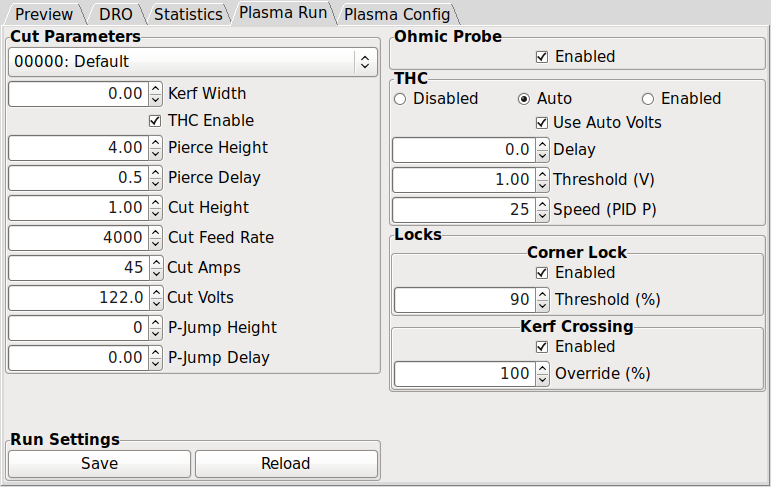 Preview DRO Statistics Plasma Run Plasma Config
Cut Parameters
00000: Default
0.00 Kerf Width
THC Enable
4.00 Pierce Height
0.5 Pierce Delay
1.00 Cut Height
4000 Cut Feed Rate
45 Cut Amps
122.0 Cut Volts
0 P-Jump Height
0.00 P-Jump Delay
Run Settings
Save Reload
Ohmic Probe
Enabled
THC
Disabled Auto Enabled
Use Auto Volts
0.0 Delay
1.00 Threshold (V)
25 Speed (PID P)
Locks
Corner Lock
Enabled
90 Threshold (%)
Kerf Crossing
Enabled
100 Override (%)